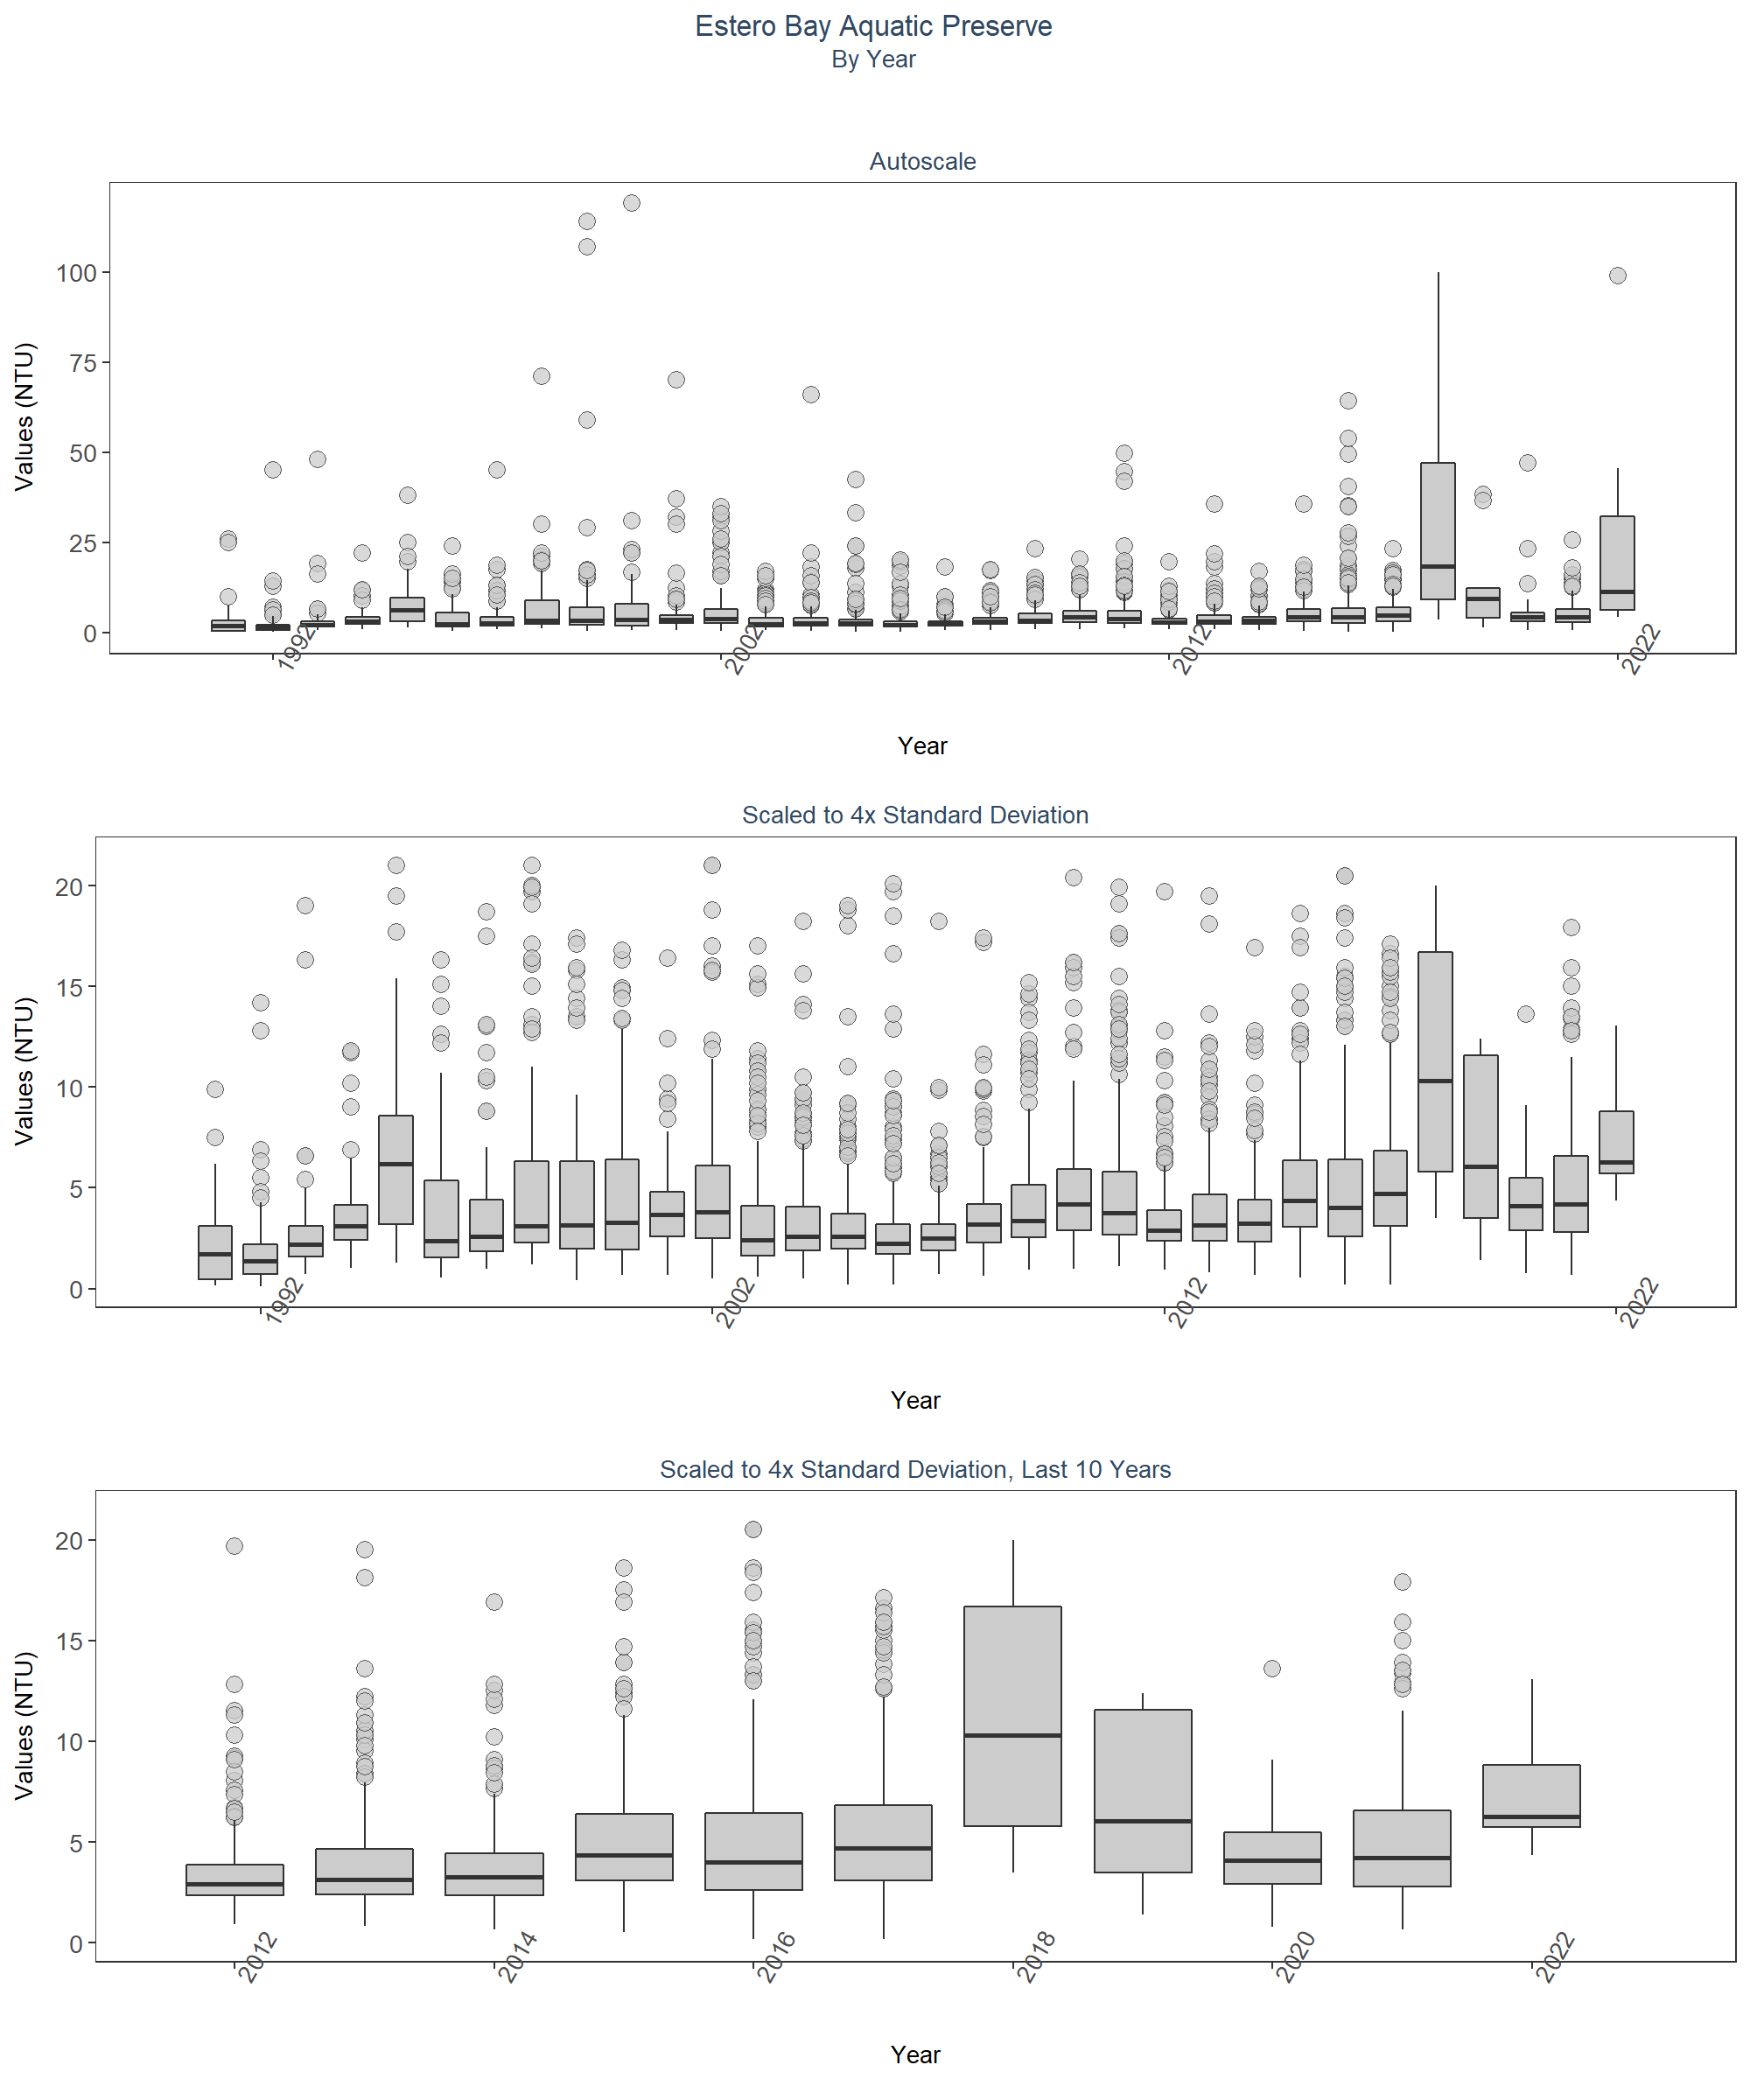 Estero Bay Aquatic Preserve
By Year
Autoscale
Values (NTU)
100
75
50
25
0
1992
2002
2012
2022
Year
Scaled to 4x Standard Deviation
Values (NTU)
20
15
10
5
0
1992
2002
2012
2022
Year
Scaled to 4x Standard Deviation, Last 10 Years
Values (NTU)
20
15
10
5
0
2012
2014
2016
2018
2020
2022
Year